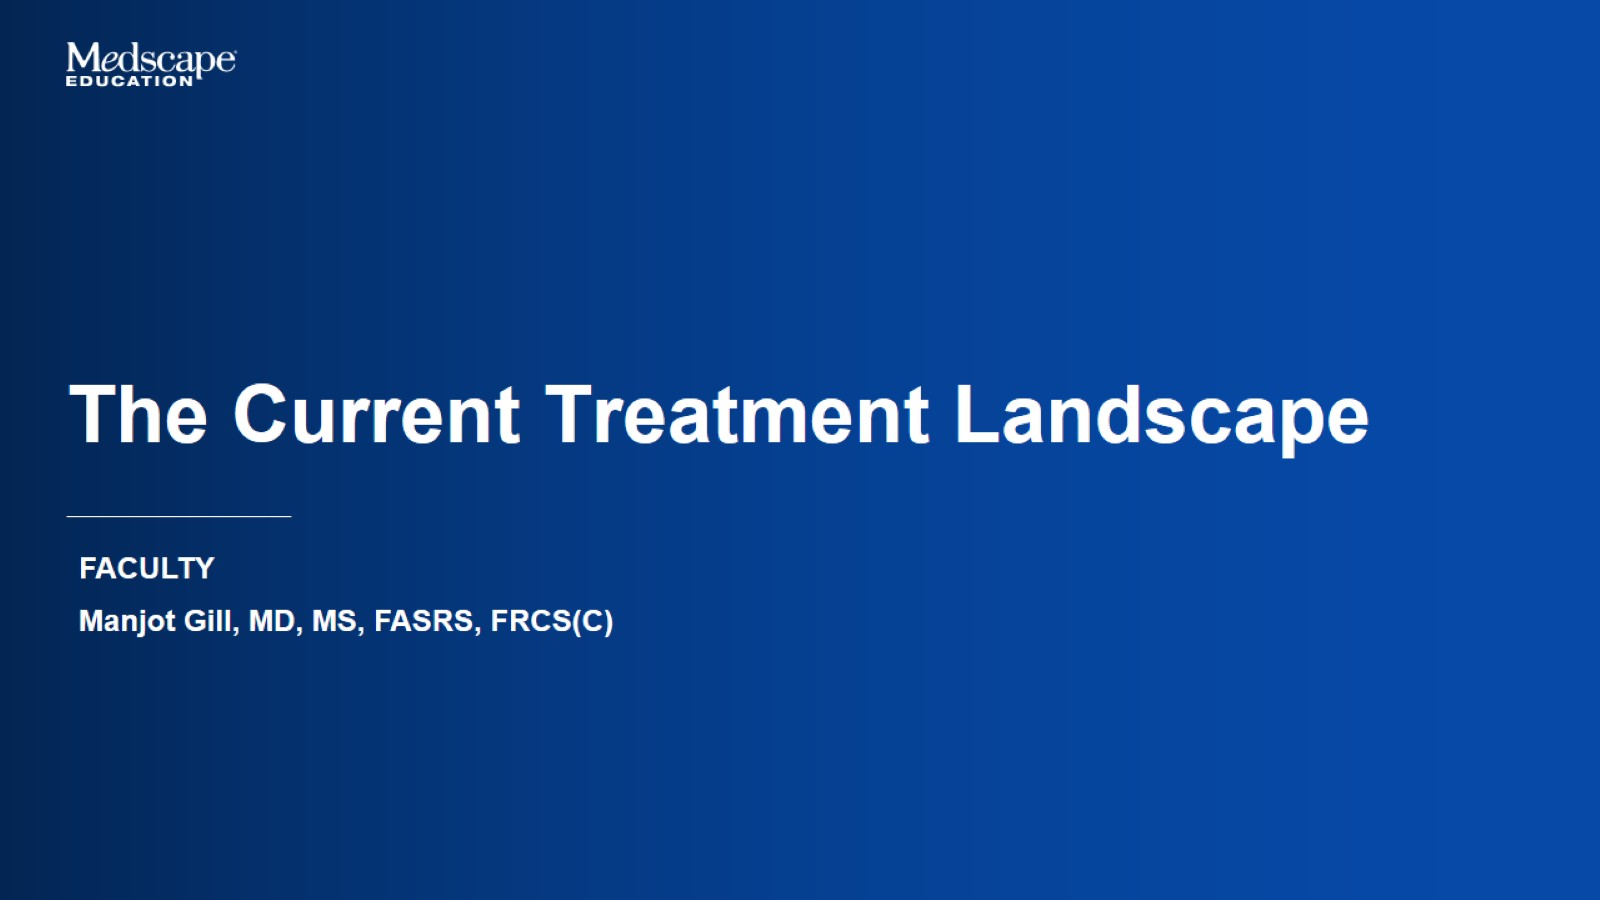 Medscape
EDUCATION
The Current Treatment Landscape
FACULTY
Manjot Gill, MD, MS, FASRS, FRCS(C)